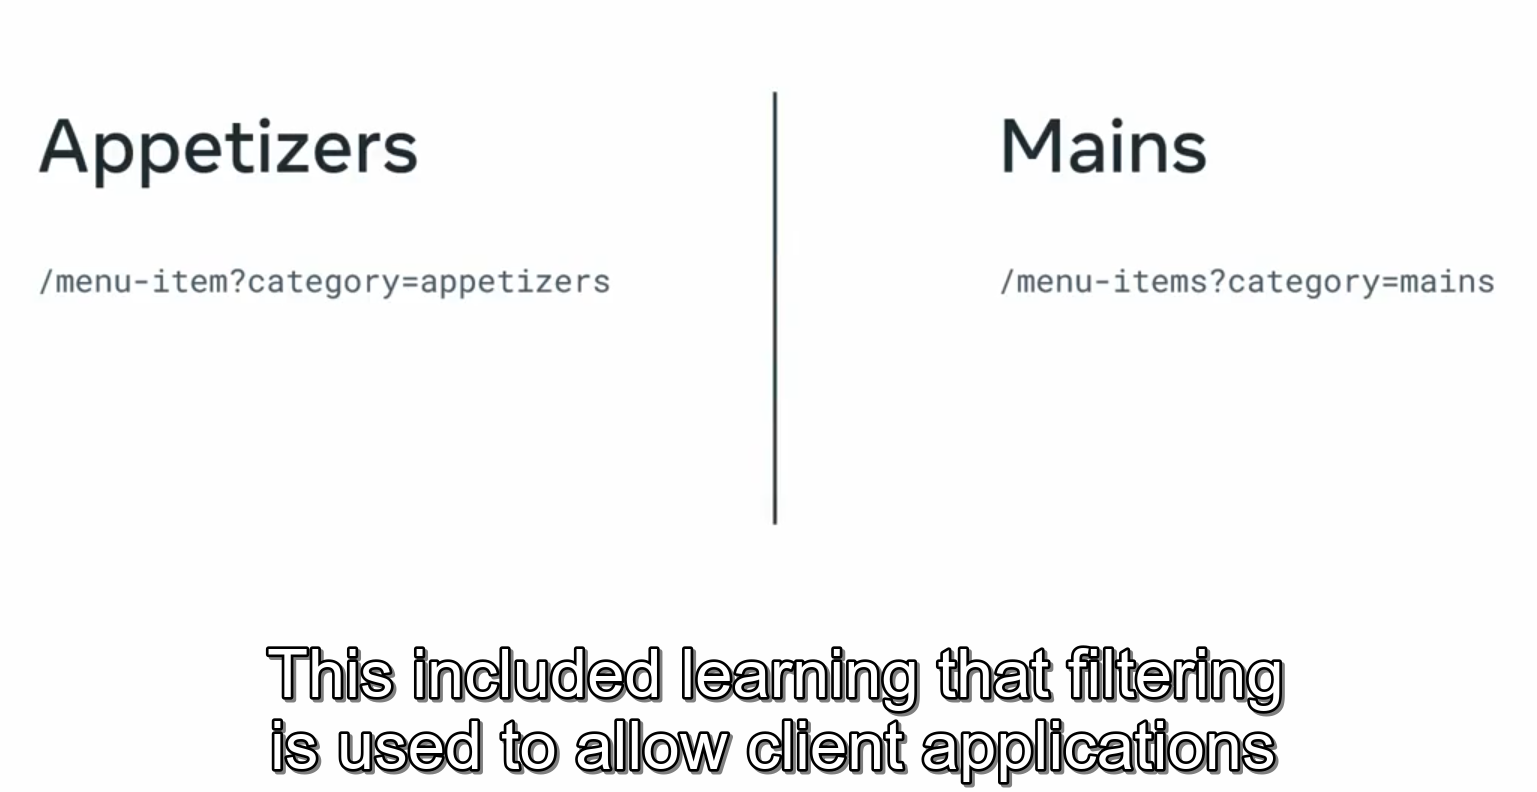 Appetizers
/menu-item?category=appetizers
Mains
/menu-items?category=mains
This included learning that filtering
is used to allow client applications